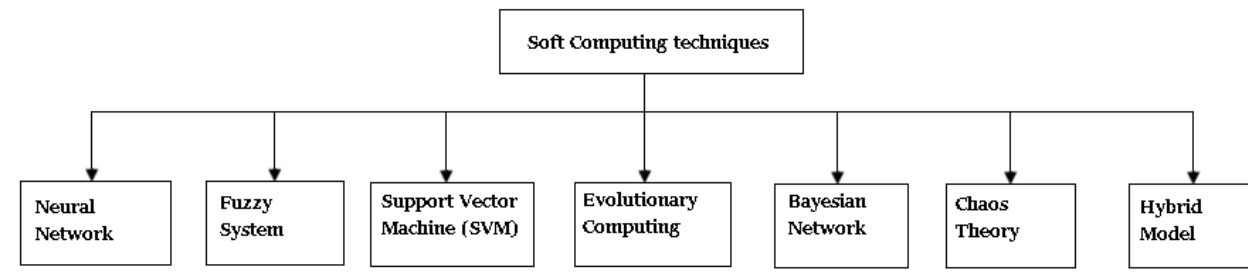 Soft Computing techniques
Neural
Network
Fuzzy
System
Support Vector
Machine (SVM)
Evolutionary
Computing
Bayesian
Network
Chaos
Theory
Hybrid
Model